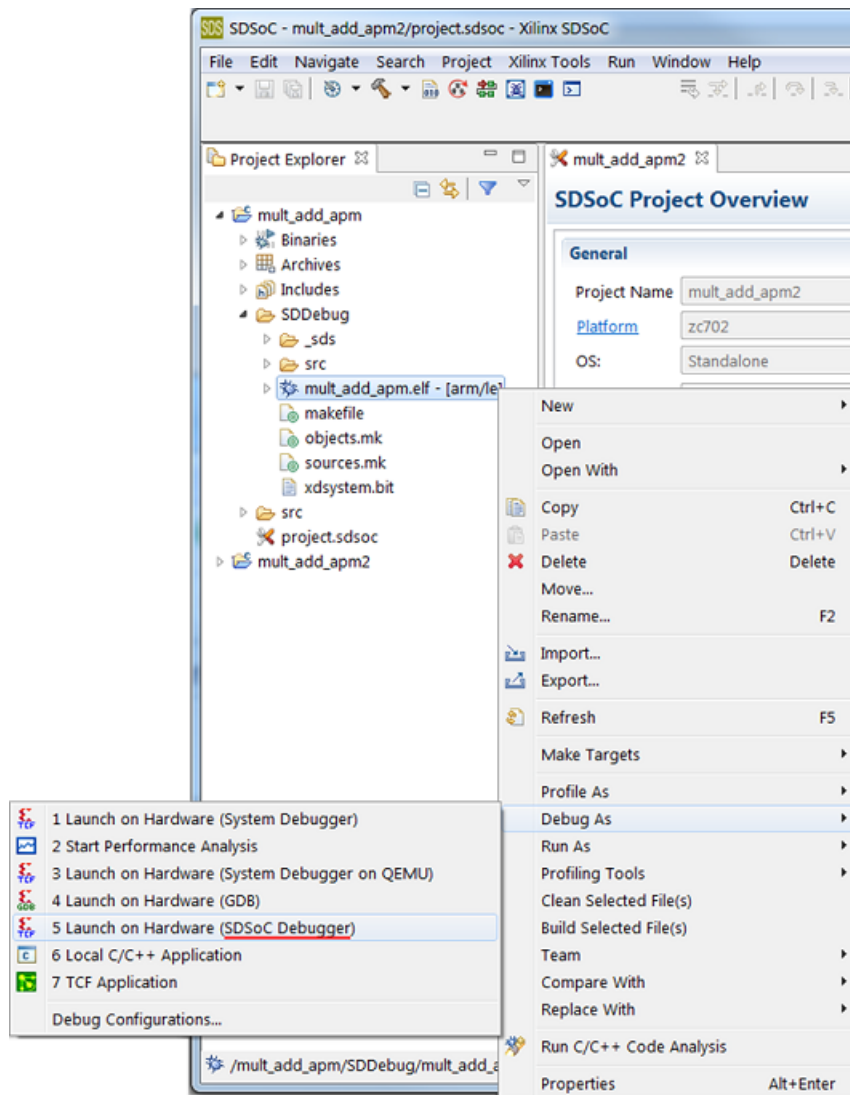 SDSoC - mult_add_apm2/project.sdsoc - Xilinx SDSoC
File Edit Navigate Search Project Xilinx Tools Run Window Help
Project Explorer
mult_add_apm2
SDSoC Project Overview
mult_add_apm
Binaries
Archives
Includes
SDDebug
_sds
src
mult_add_apm.elf - [arm/le]
makefile
objects.mk
sources.mk
xdsystem.bit
src
project.sdsoc
mult_add_apm2
General
Project Name mult_add_apm2
Platform zc702
OS: Standalone
New
Open
Open With
Copy Ctrl+C
Paste Ctrl+V
Delete Delete
Move...
Rename... F2
Import...
Export...
Refresh F5
Make Targets
Profile As
Debug As
Run As
Profiling Tools
Clean Selected File(s)
Build Selected File(s)
Team
Compare With
Replace With
Run C/C++ Code Analysis
Properties Alt+Enter
1 Launch on Hardware (System Debugger)
2 Start Performance Analysis
3 Launch on Hardware (System Debugger on QEMU)
4 Launch on Hardware (GDB)
5 Launch on Hardware (SDSoC Debugger)
6 Local C/C++ Application
7 TCF Application
Debug Configurations...
/mult_add_apm/SDDebug/mult_add_a